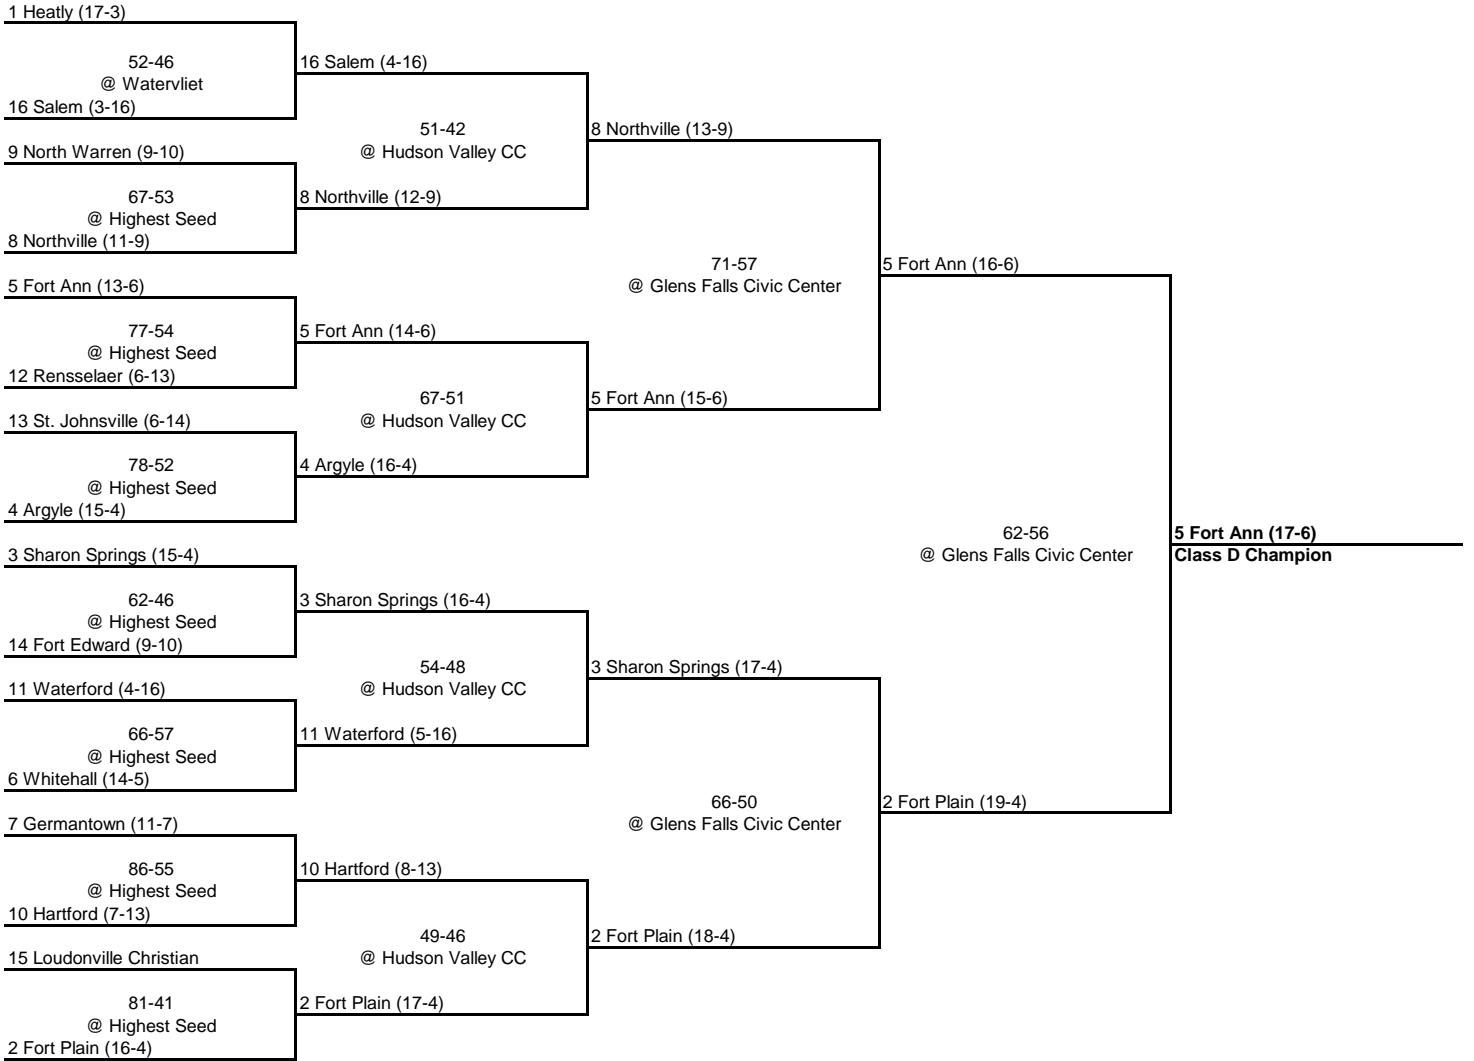 1 Heatly (17-3)
52-46
@ Watervliet
16 Salem (3-16)
9 North Warren (9-10)
67-53
@ Highest Seed
8 Northville (11-9)
5 Fort Ann (13-6)
77-54
@ Highest Seed
12 Rensselaer (6-13)
13 St. Johnsville (6-14)
78-52
@ Highest Seed
4 Argyle (15-4)
3 Sharon Springs (15-4)
62-46
@ Highest Seed
14 Fort Edward (9-10)
11 Waterford (4-16)
66-57
@ Highest Seed
6 Whitehall (14-5)
7 Germantown (11-7)
86-55
@ Highest Seed
10 Hartford (7-13)
15 Loudonville Christian
81-41
@ Highest Seed
2 Fort Plain (16-4)
16 Salem (4-16)
51-42
@ Hudson Valley CC
8 Northville (12-9)
5 Fort Ann (14-6)
67-51
@ Hudson Valley CC
4 Argyle (16-4)
3 Sharon Springs (16-4)
54-48
@ Hudson Valley CC
11 Waterford (5-16)
10 Hartford (8-13)
49-46
@ Hudson Valley CC
2 Fort Plain (17-4)
8 Northville (13-9)
71-57
@ Glens Falls Civic Center
5 Fort Ann (15-6)
3 Sharon Springs (17-4)
66-50
@ Glens Falls Civic Center
2 Fort Plain (18-4)
5 Fort Ann (16-6)
62-56
@ Glens Falls Civic Center
2 Fort Plain (19-4)
5 Fort Ann (17-6)
Class D Champion